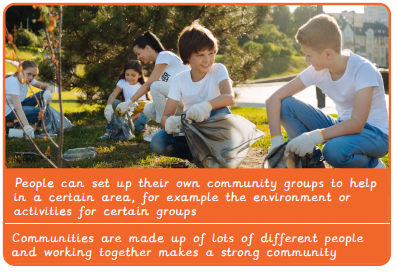 People can set up their own community groups to help
in a certain area, for example the environment or
activities for certain groups
Communities are made up of lots of different people
and working together makes a strong community